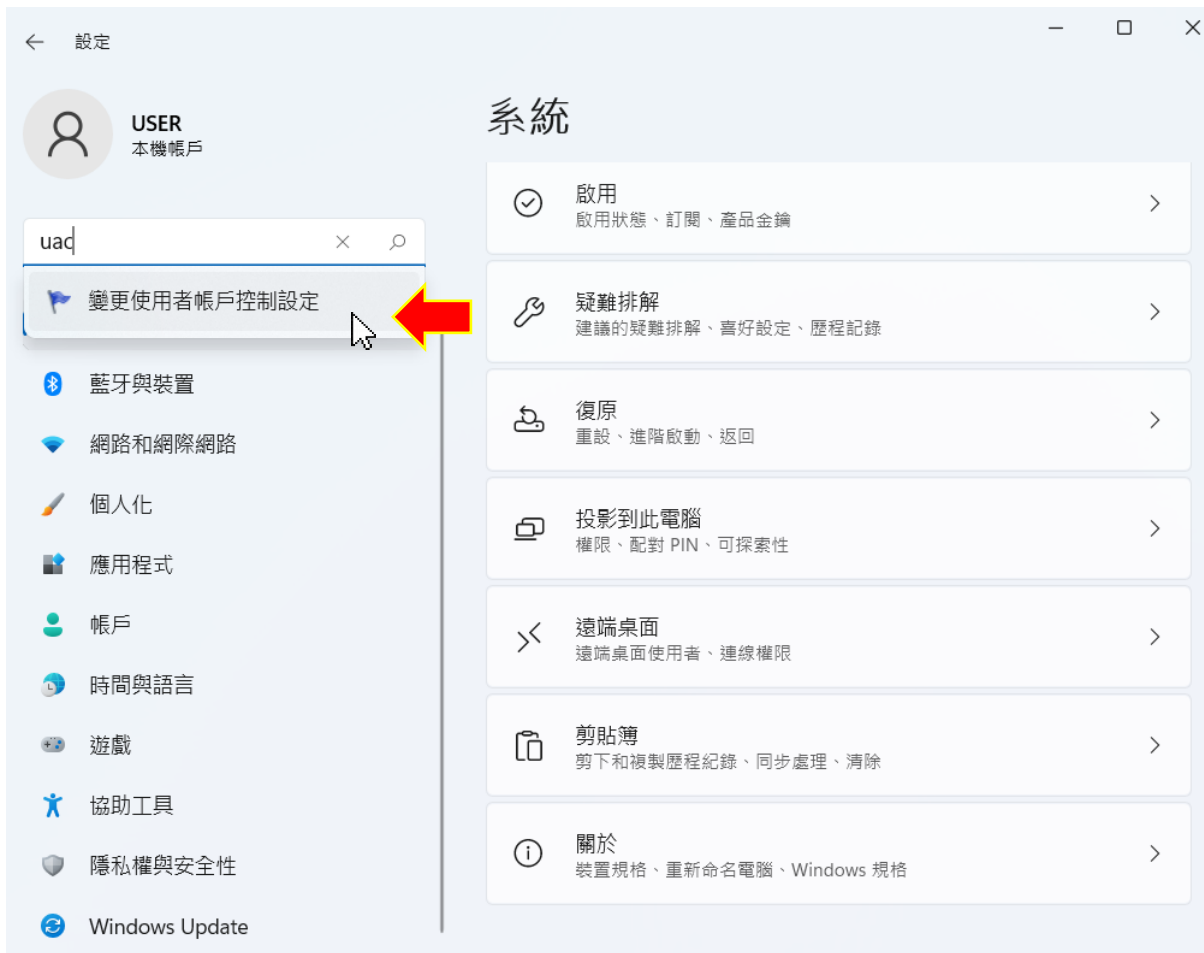 設定
USER
本機帳戶
uac
變更使用者帳戶控制設定
藍牙與裝置
網路和網際網路
個人化
應用程式
帳戶
時間與語言
遊戲
協助工具
隱私權與安全性
Windows Update
系統
啟用
啟用狀態、訂閱、產品金鑰
疑難排解
建議的疑難排解、喜好設定、歷程記錄
復原
重設、進階啟動、返回
投影到此電腦
權限、配對 PIN、可探索性
遠端桌面
遠端桌面使用者、連線權限
剪貼簿
剪下和複製歷程紀錄、同步處理、清除
關於
裝置規格、重新命名電腦、Windows 規格